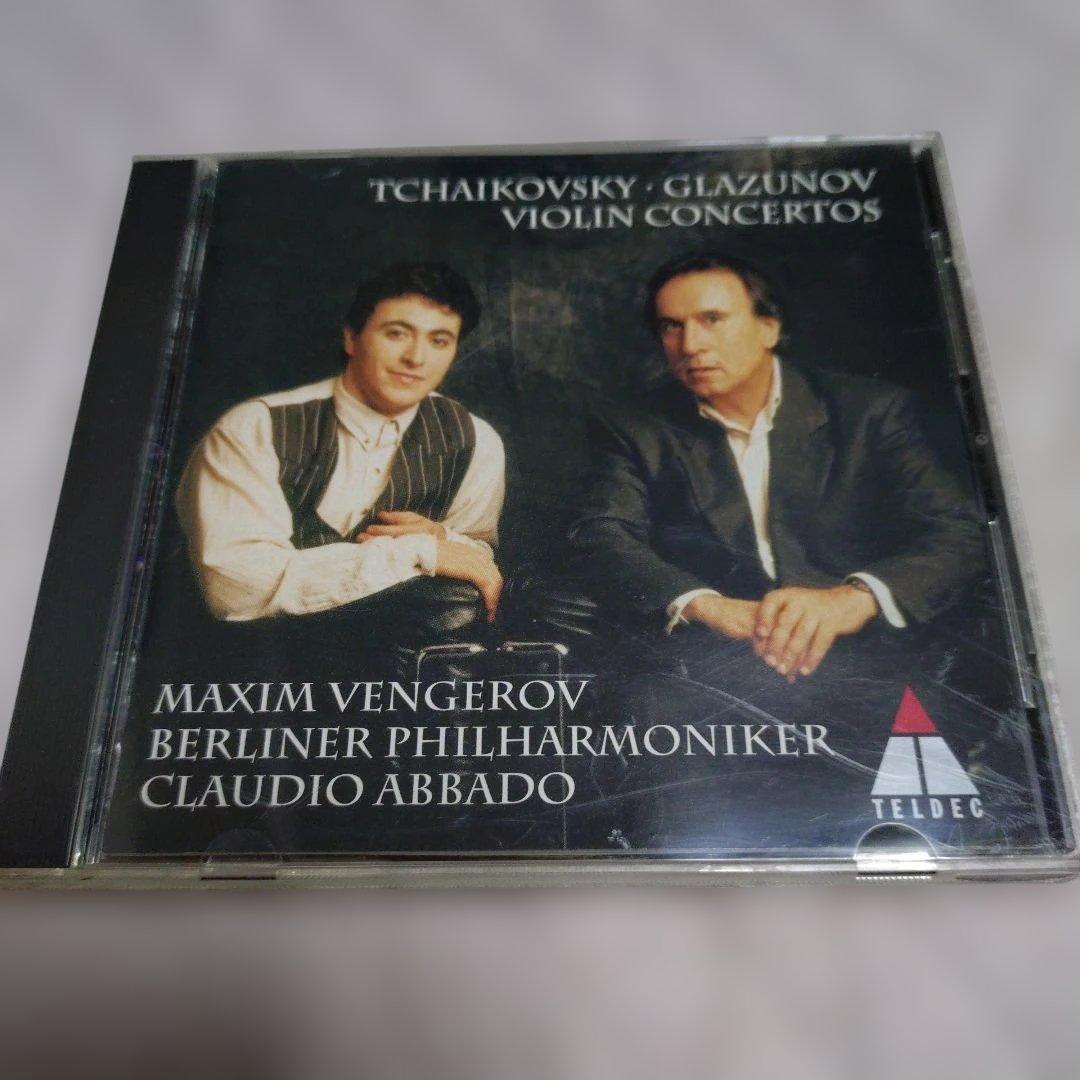 TCHAIKOVSKY · GLAZUNOV
VIOLIN CONCERTOS
MAXIM VENGEROV
BERLINER PHILHARMONIKER
CLAUDIO ABBADO
TELDEC